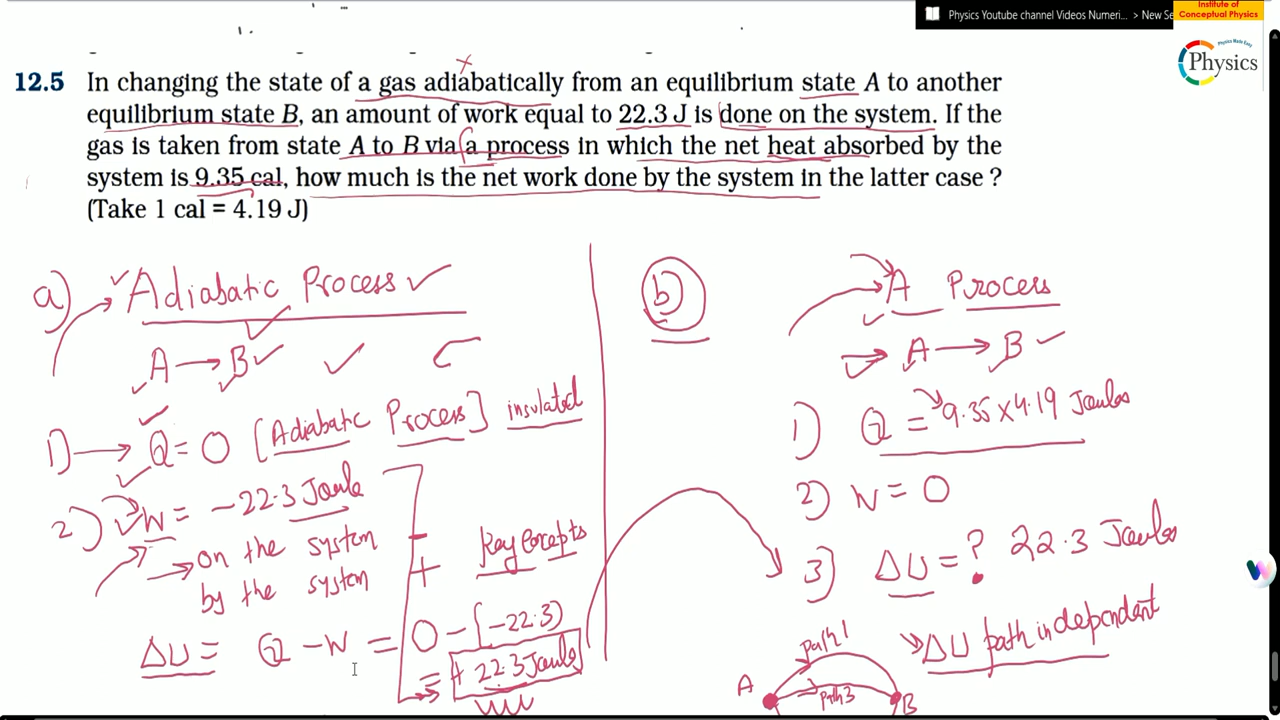 Physics Youtube channel Videos Numeri... > New Se
Institute of
Conceptual Physics
Physics Made Easy
Physics
12.5 In changing the state of a gas adiabatically from an equilibrium state A to another
equilibrium state B, an amount of work equal to 22.3 J is done on the system. If the
gas is taken from state A to B via a process in which the net heat absorbed by the
system is 9.35 cal, how much is the net work done by the system in the latter case ?
(Take 1 cal = 4.19 J)
a) Adiabatic Process
A → B
1) → Q = 0 [Adiabatic Process] insulated
2) W = -22.3 Joule
→ on the system -
by the system +
Key concepts
ΔU = Q - W = 0 - (-22.3)
= + 22.3 Joule
b) A Process
→ A → B
1) Q = 9.35 x 4.19 Joules
2) W = 0
3) ΔU = ? 22.3 Joules
ΔU path independent
Path 1
A Path 3 B